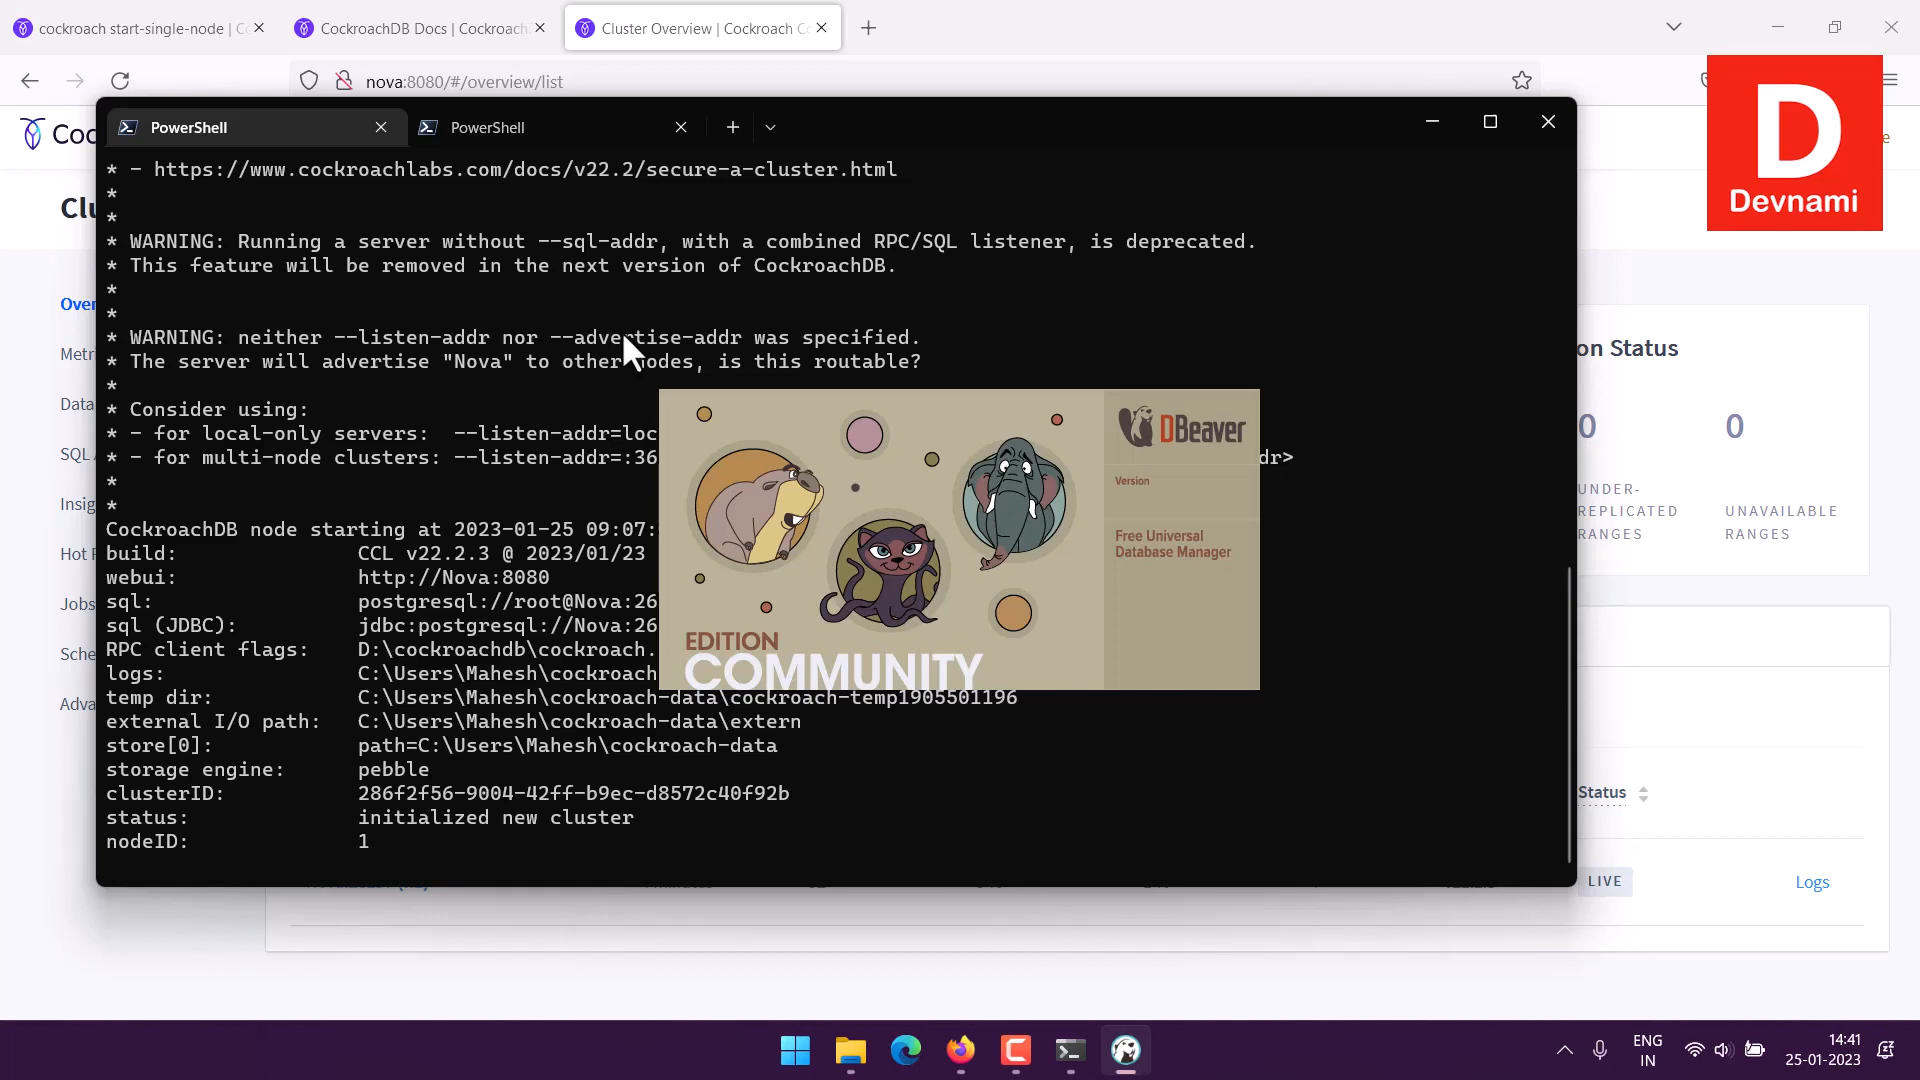 cockroach start-single-node | Co
CockroachDB Docs | Cockroach
Cluster Overview | Cockroach Co
nova:8080/#/overview/list
Coc
PowerShell
PowerShell
D
Devnami
Clu
Over
Metri
Data
SQL
Insig
Hot
Jobs
Sche
Adva
* - https://www.cockroachlabs.com/docs/v22.2/secure-a-cluster.html
*
*
* WARNING: Running a server without --sql-addr, with a combined RPC/SQL listener, is deprecated.
* This feature will be removed in the next version of CockroachDB.
*
*
* WARNING: neither --listen-addr nor --advertise-addr was specified.
* The server will advertise "Nova" to other nodes, is this routable?
*
* Consider using:
* - for local-only servers:  --listen-addr=loc
* - for multi-node clusters: --listen-addr=:36 dr>
*
*
CockroachDB node starting at 2023-01-25 09:07:
build: CCL v22.2.3 @ 2023/01/23
webui: http://Nova:8080
sql: postgresql://root@Nova:26
sql (JDBC): jdbc:postgresql://Nova:26
RPC client flags: D:\cockroachdb\cockroach.
logs: C:\Users\Mahesh\cockroach
temp dir: C:\Users\Mahesh\cockroach-data\cockroach-temp1905501196
external I/O path: C:\Users\Mahesh\cockroach-data\extern
store[0]: path=C:\Users\Mahesh\cockroach-data
storage engine: pebble
clusterID: 286f2f56-9004-42ff-b9ec-d8572c40f92b
status: initialized new cluster
nodeID: 1
DBeaver
Version
Free Universal
Database Manager
EDITION
COMMUNITY
on Status
0 0
UNDER-
REPLICATED
RANGES
UNAVAILABLE
RANGES
Status
LIVE
Logs
ENG
IN
14:41
25-01-2023